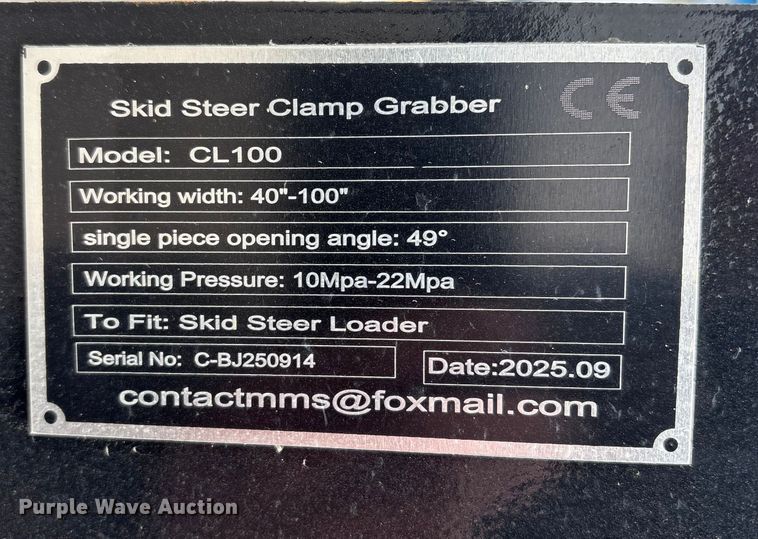 Skid Steer Clamp Grabber CE
Model: CL100
Working width: 40"-100"
single piece opening angle: 49°
Working Pressure: 10Mpa-22Mpa
To Fit: Skid Steer Loader
Serial No: C-BJ250914 Date:2025.09
contactmms@foxmail.com
Purple Wave Auction